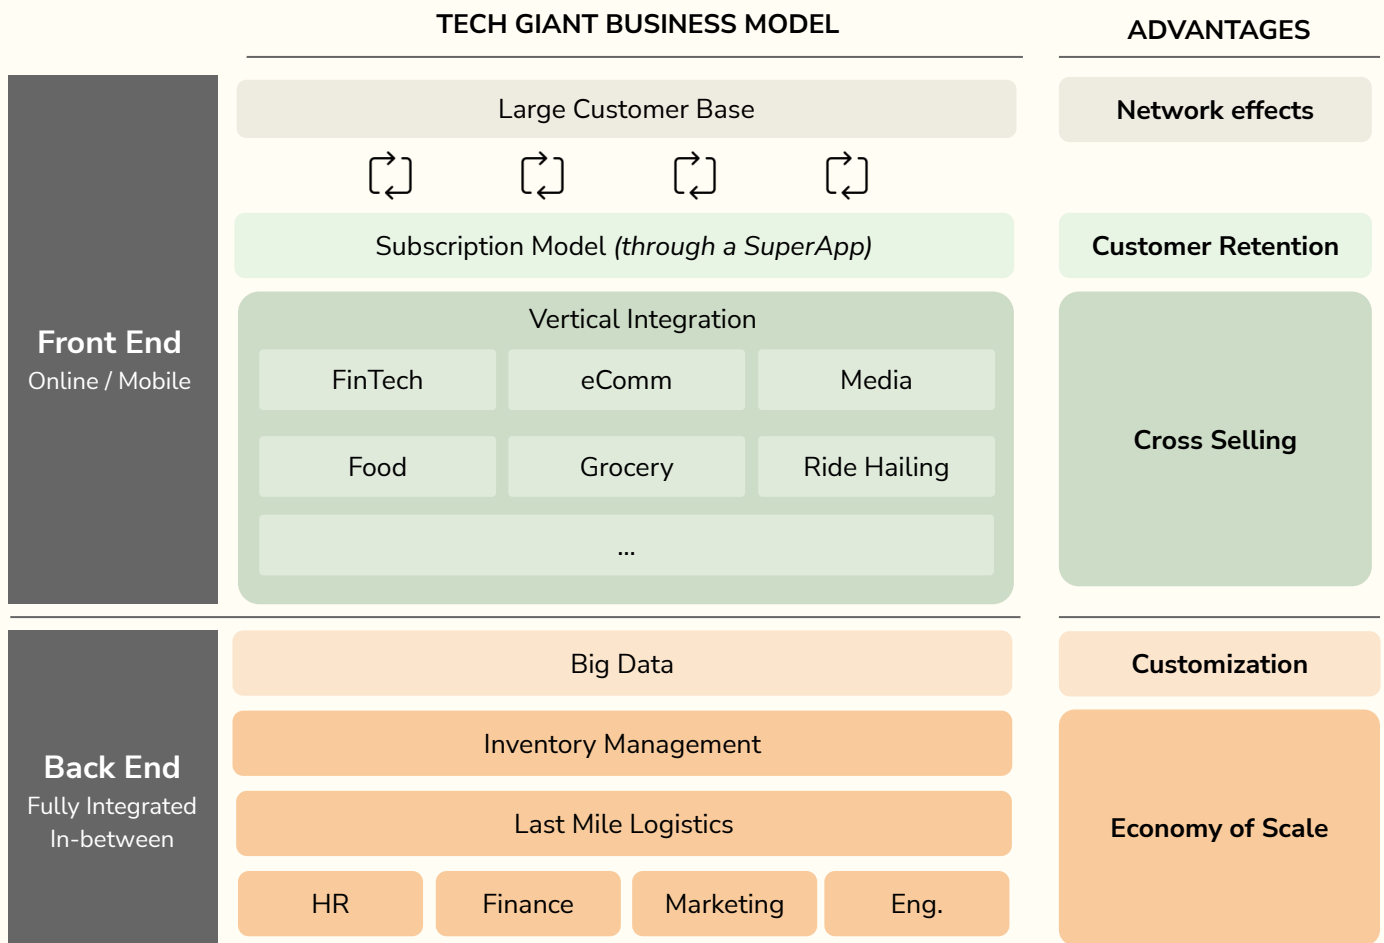 TECH GIANT BUSINESS MODEL
ADVANTAGES
Large Customer Base
Network effects
Subscription Model (through a SuperApp)
Customer Retention
Front End
Online / Mobile
Vertical Integration
FinTech
eComm
Media
Food
Grocery
Ride Hailing
...
Cross Selling
Back End
Fully Integrated
In-between
Big Data
Customization
Inventory Management
Last Mile Logistics
HR
Finance
Marketing
Eng.
Economy of Scale